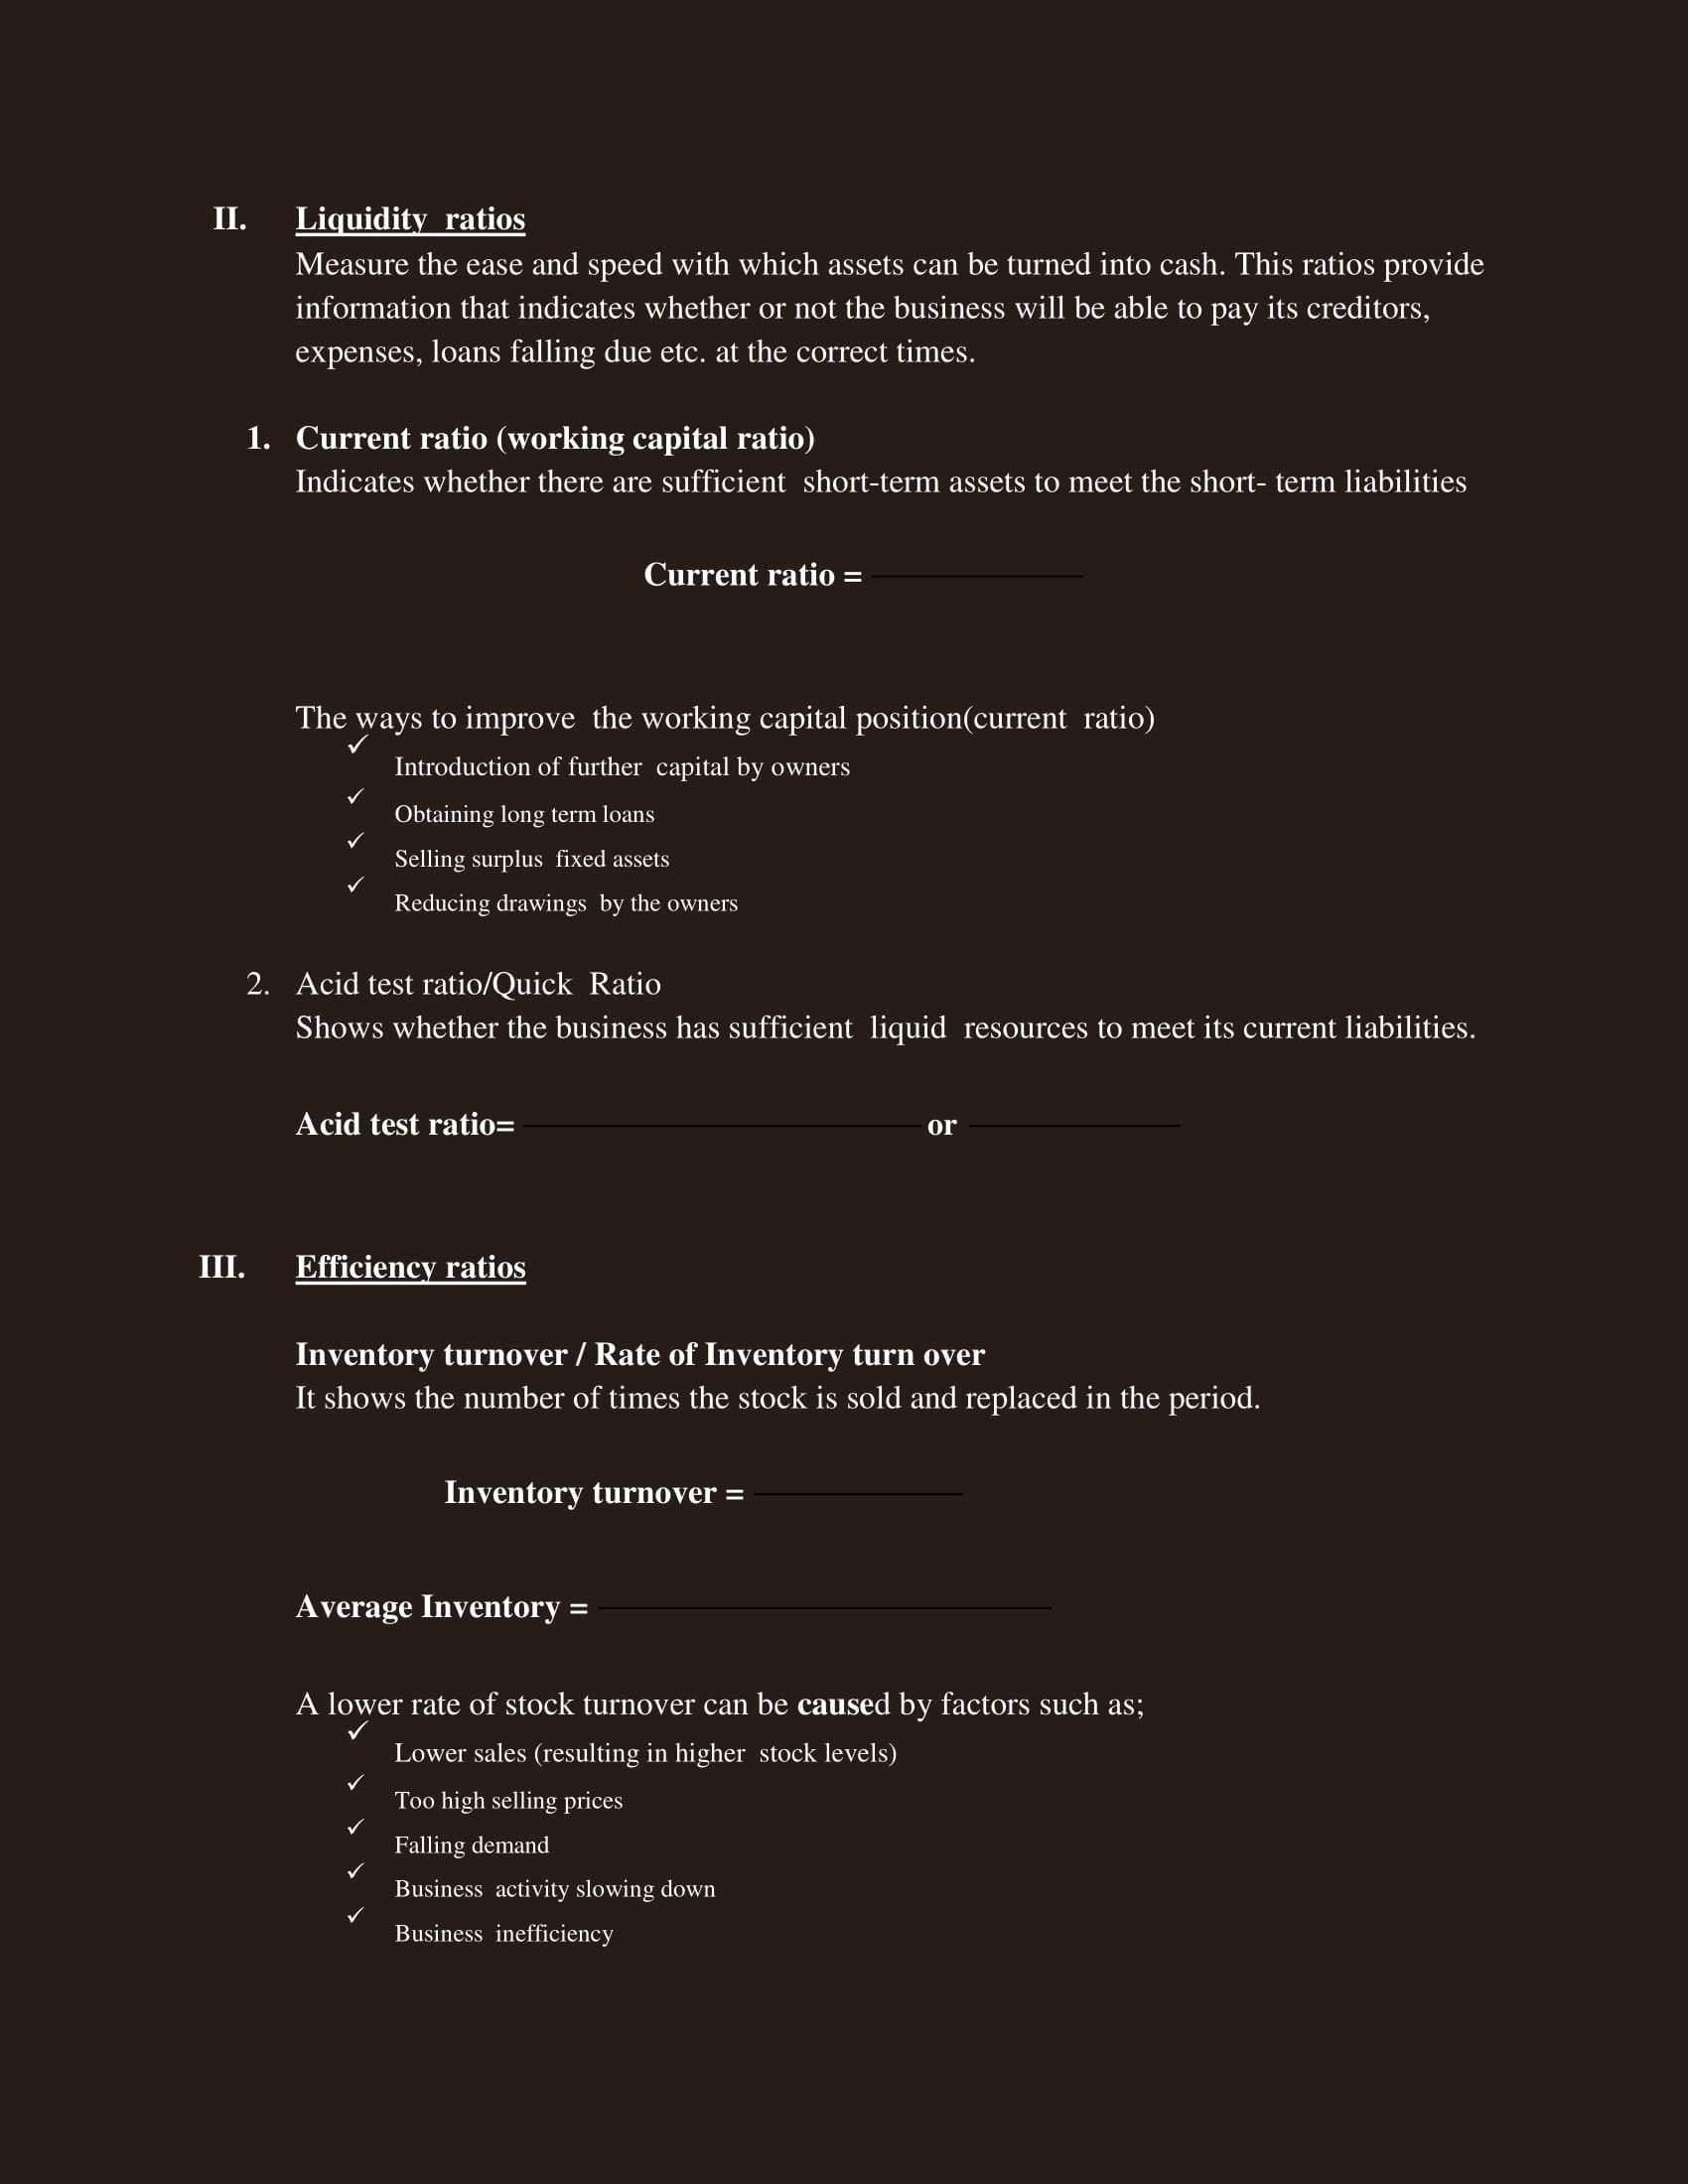 II. Liquidity ratios
Measure the ease and speed with which assets can be turned into cash. This ratios provide
information that indicates whether or not the business will be able to pay its creditors,
expenses, loans falling due etc. at the correct times.
1. Current ratio (working capital ratio)
Indicates whether there are sufficient short-term assets to meet the short- term liabilities
Current ratio =
The ways to improve the working capital position(current ratio)
✓ Introduction of further capital by owners
✓ Obtaining long term loans
✓ Selling surplus fixed assets
✓ Reducing drawings by the owners
2. Acid test ratio/Quick Ratio
Shows whether the business has sufficient liquid resources to meet its current liabilities.
Acid test ratio= or
III. Efficiency ratios
Inventory turnover / Rate of Inventory turn over
It shows the number of times the stock is sold and replaced in the period.
Inventory turnover =
Average Inventory =
A lower rate of stock turnover can be caused by factors such as;
✓ Lower sales (resulting in higher stock levels)
✓ Too high selling prices
✓ Falling demand
✓ Business activity slowing down
✓ Business inefficiency